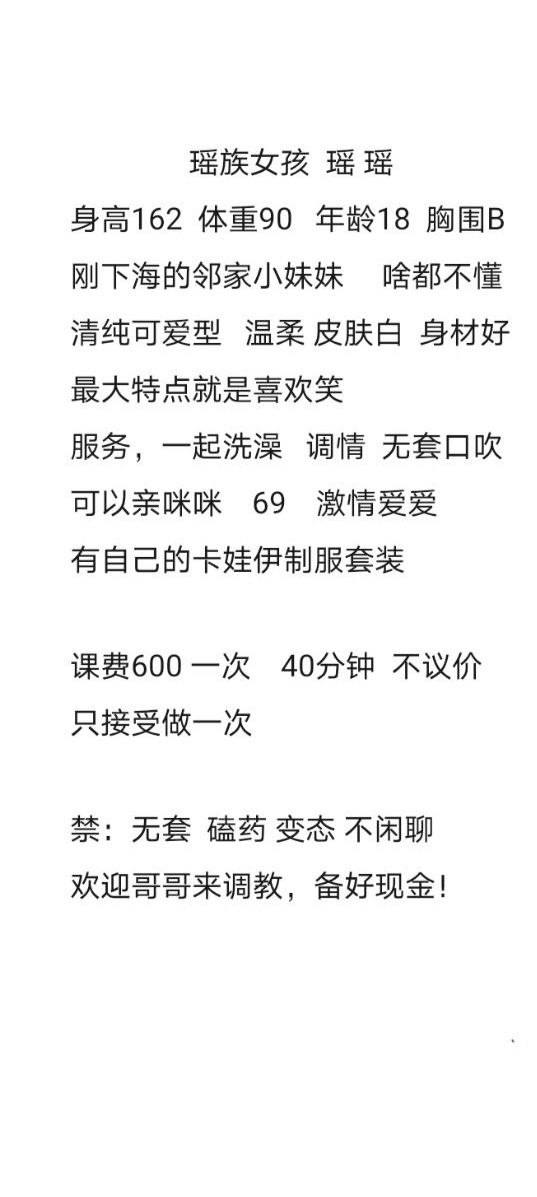 瑶族女孩 瑶 瑶
身高162 体重90 年龄18 胸围B
刚下海的邻家小妹妹 啥都不懂
清纯可爱型 温柔 皮肤白 身材好
最大特点就是喜欢笑
服务，一起洗澡 调情 无套口吹
可以亲咪咪 69 激情爱爱
有自己的卡娃伊制服套装
课费600 一次 40分钟 不议价
只接受做一次
禁：无套 磕药 变态 不闲聊
欢迎哥哥来调教，备好现金！